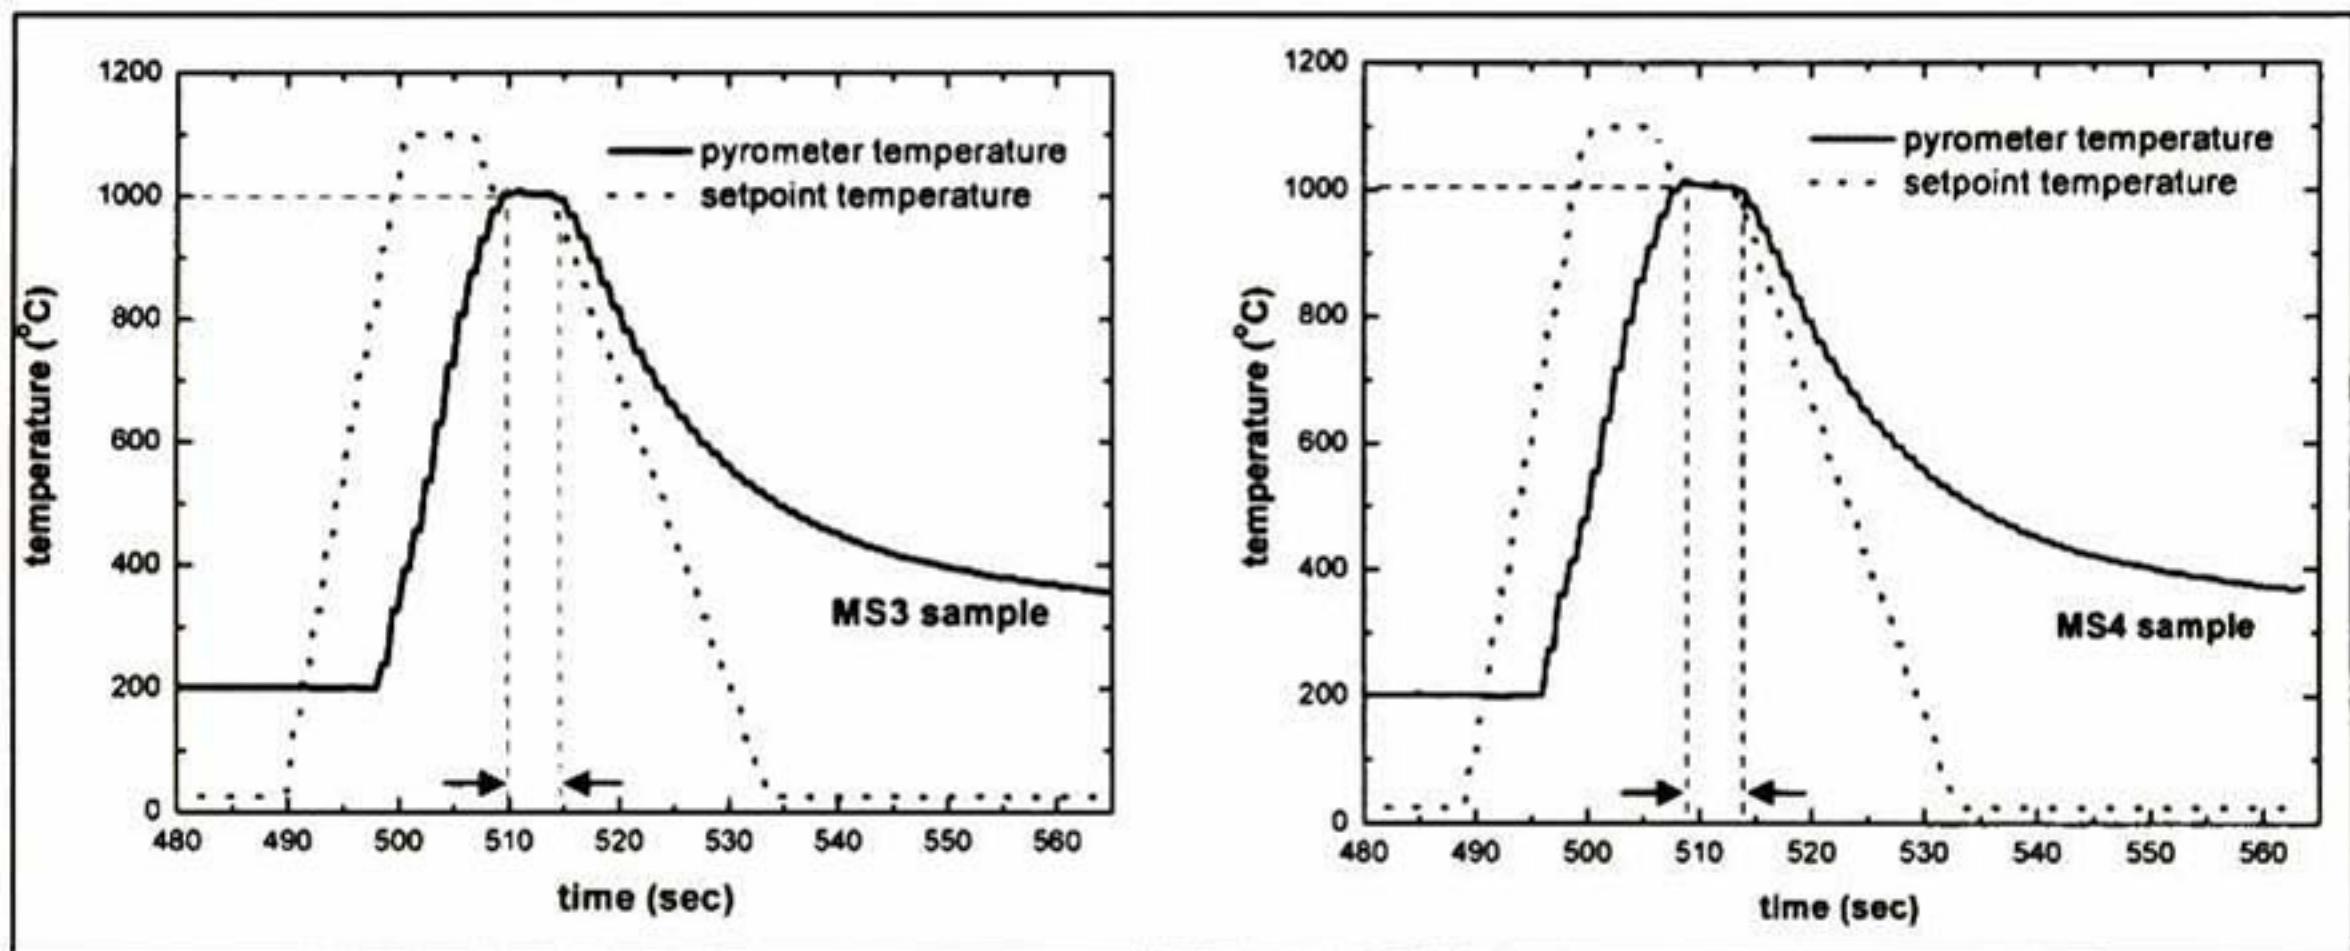 1200
1000
800
600
400
200
0
temperature (°C)
pyrometer temperature
setpoint temperature
MS3 sample
480 490 500 510 520 530 540 550 560
time (sec)
1200
1000
800
600
400
200
0
temperature (°C)
pyrometer temperature
setpoint temperature
MS4 sample
480 490 500 510 520 530 540 550 560
time (sec)